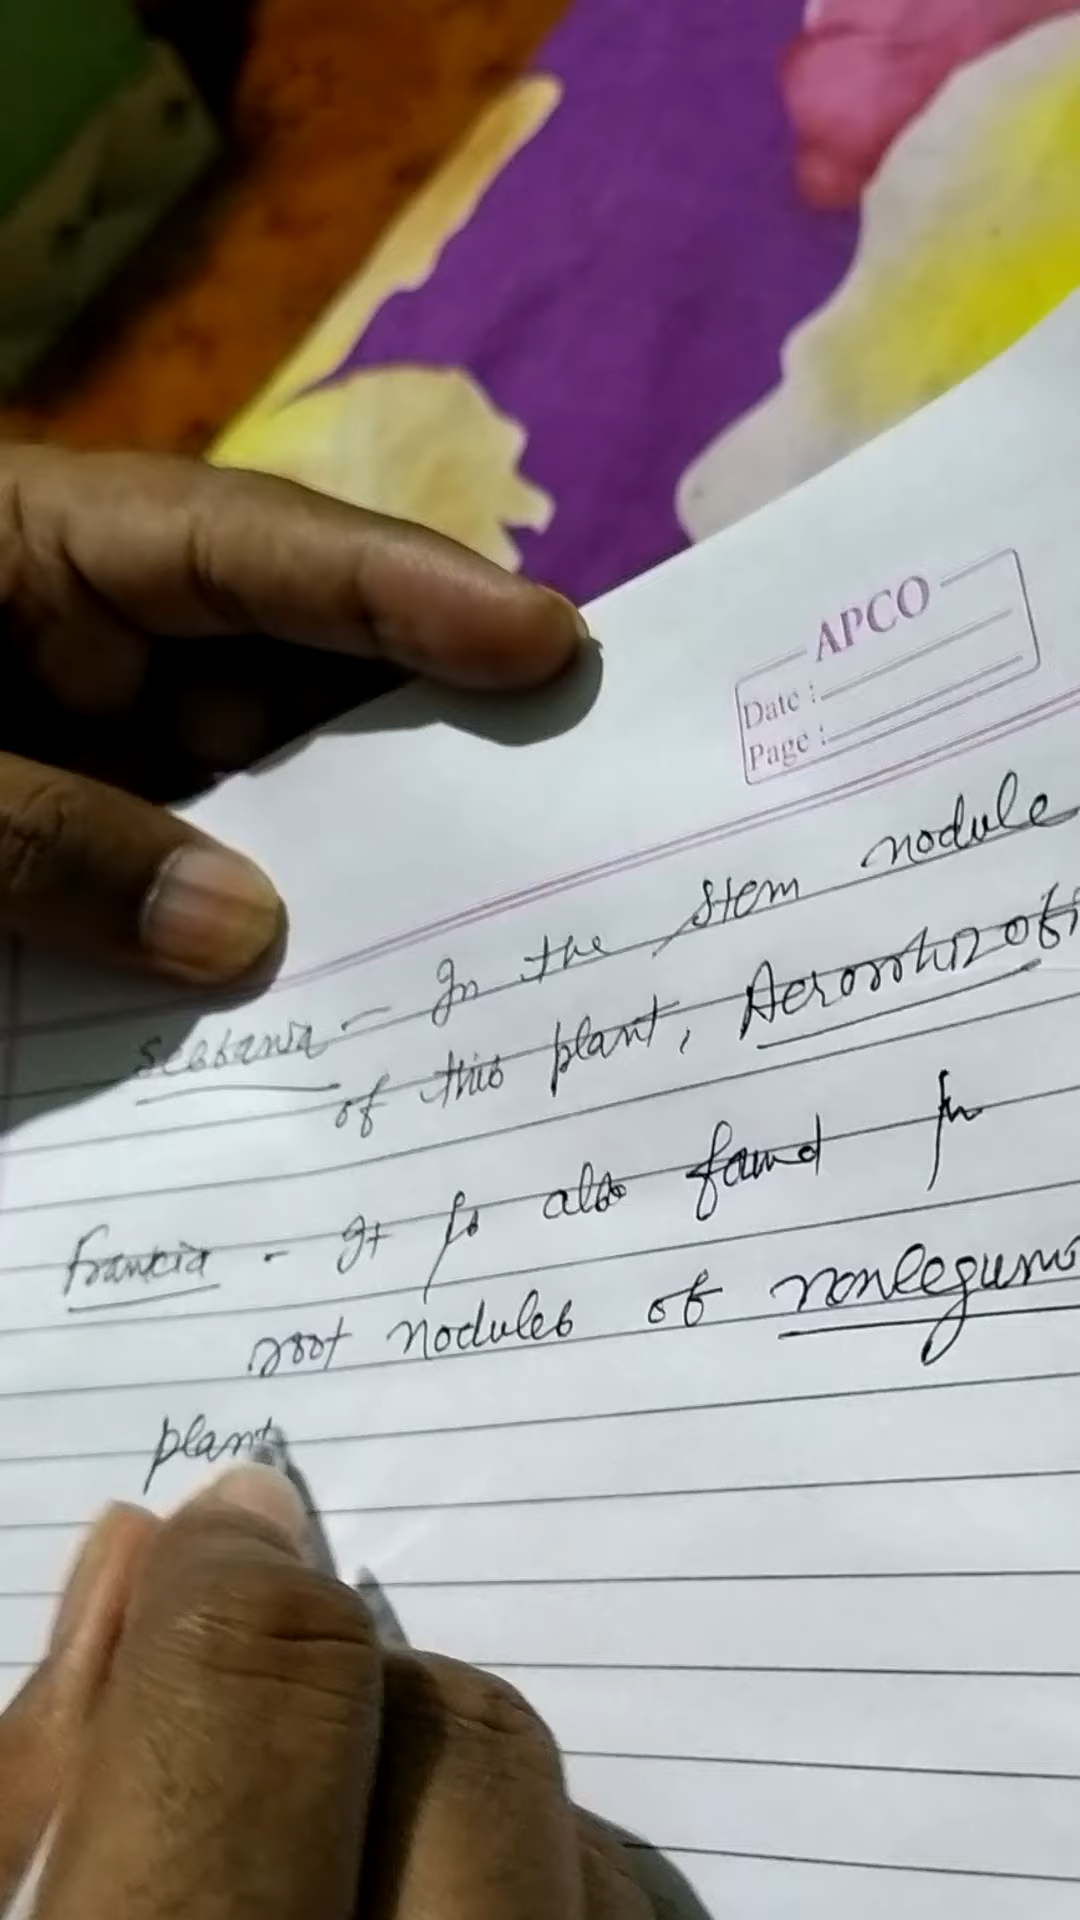 APCO
Date :
Page :
Sesbania - In the stem nodule
of this plant, Aerorhizobi
Frankia - It is also found in
root nodules of nonlegumo
plant